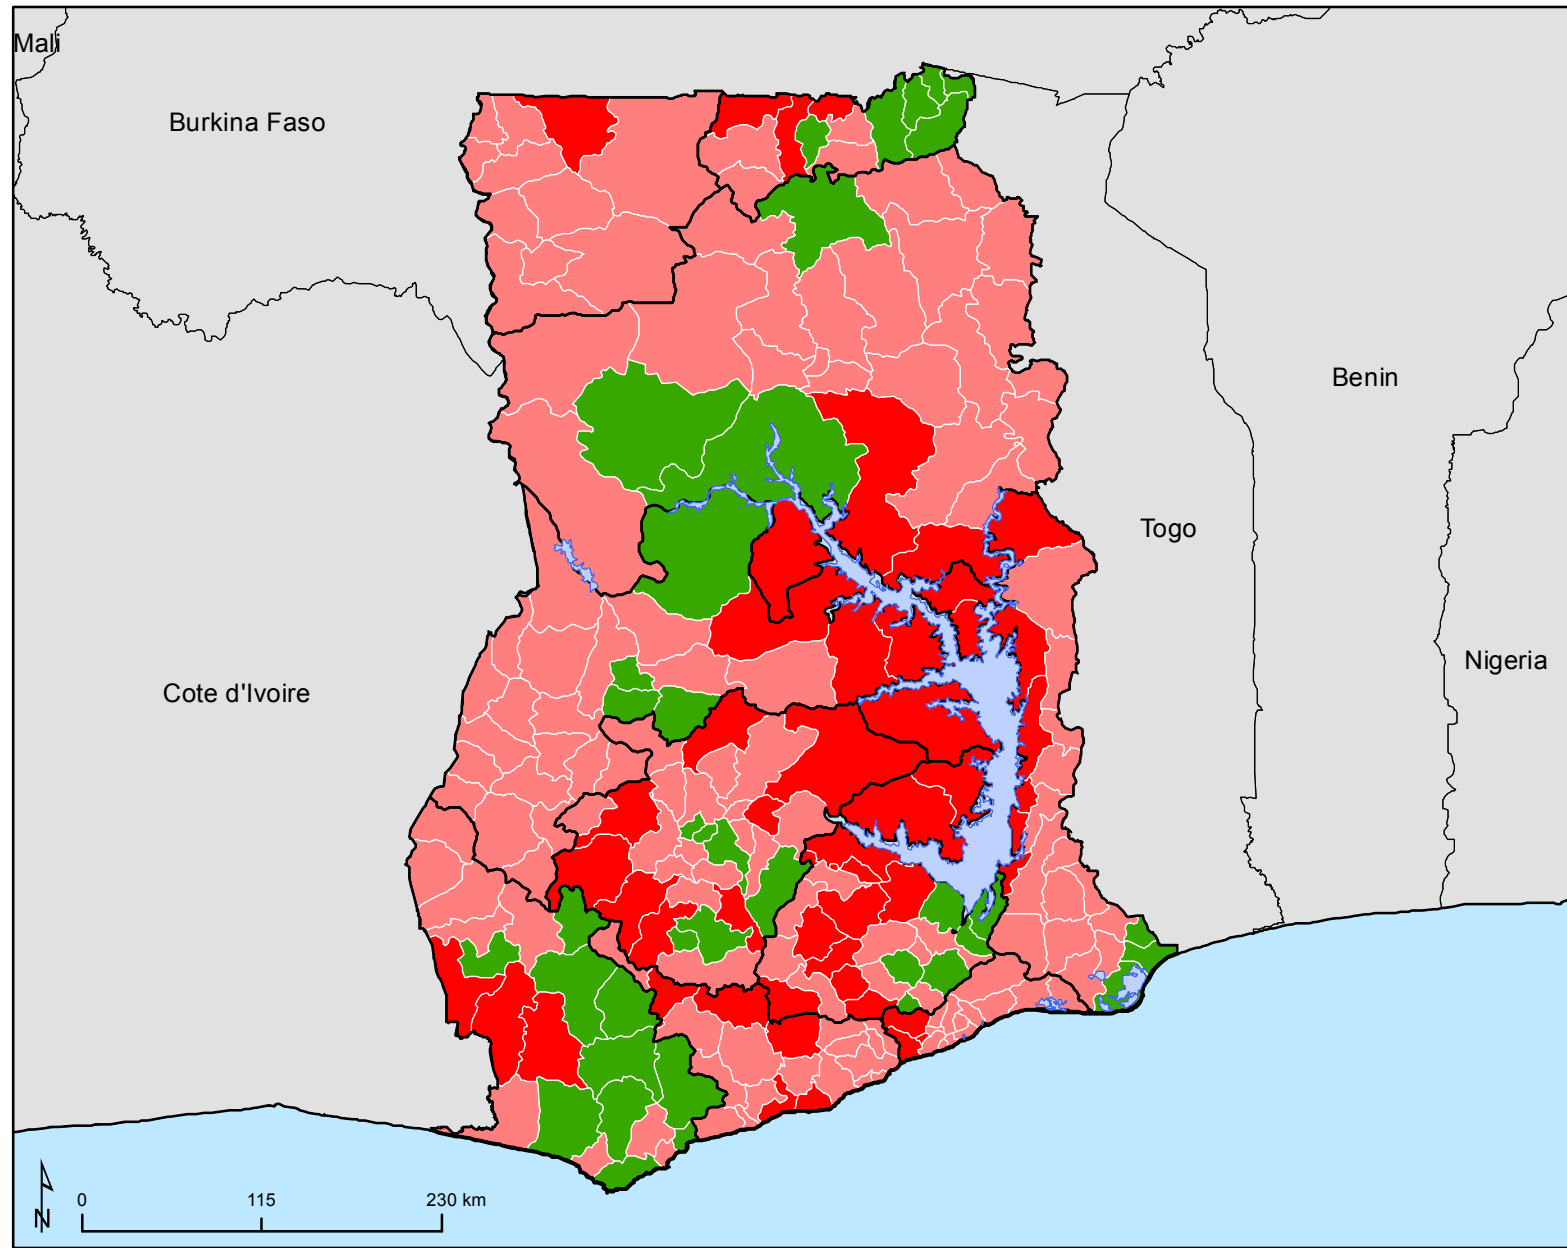 Mali
Burkina Faso
Benin
Togo
Nigeria
Cote d'Ivoire
N
0 115 230 km